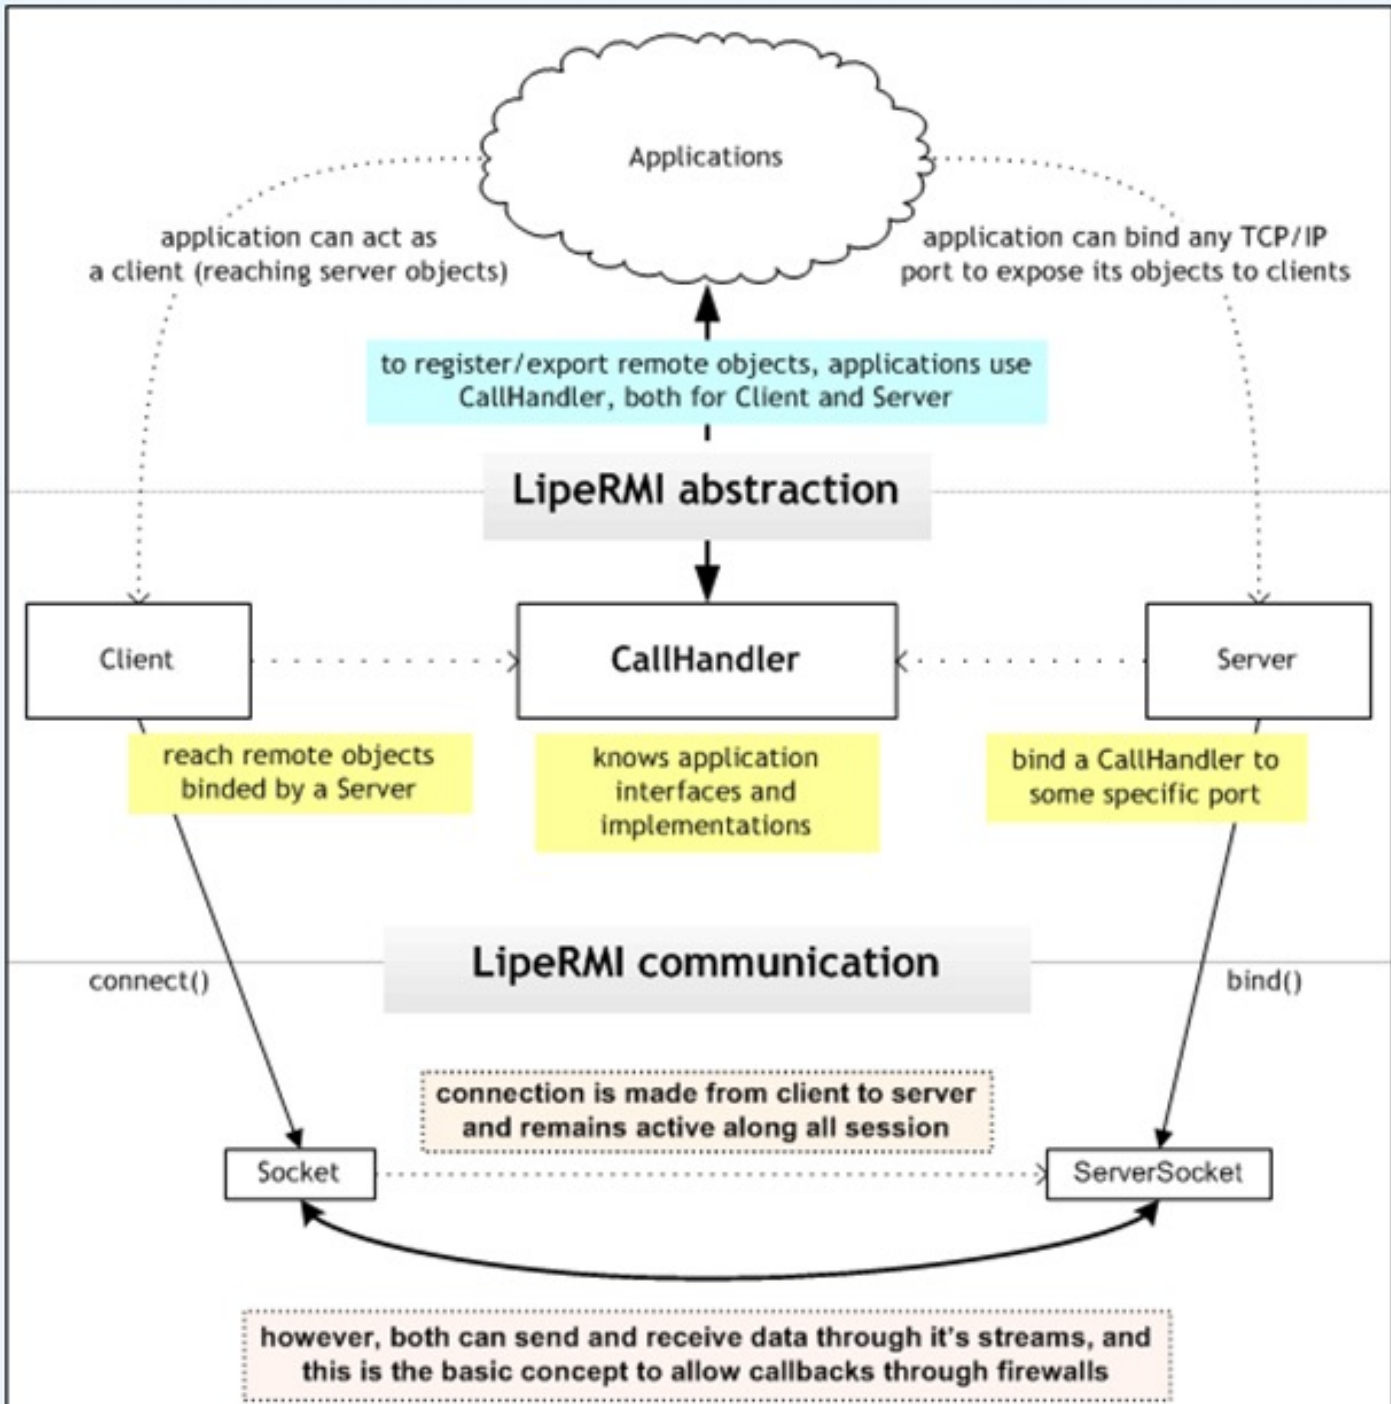 Applications
application can act as
a client (reaching server objects)
application can bind any TCP/IP
port to expose its objects to clients
to register/export remote objects, applications use
CallHandler, both for Client and Server
LipeRMI abstraction
Client
CallHandler
Server
reach remote objects
binded by a Server
knows application
interfaces and
implementations
bind a CallHandler to
some specific port
LipeRMI communication
connect()
bind()
connection is made from client to server
and remains active along all session
Socket
ServerSocket
however, both can send and receive data through it's streams, and
this is the basic concept to allow callbacks through firewalls